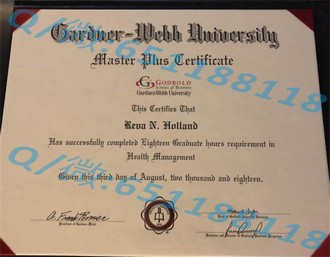 Gardner-Webb University
Master Plus Certificate
GODBOLD
School of Business
Gardner-Webb University
This Certifies That
Reva N. Holland
Has successfully completed Eighteen Graduate hours requirement in
Health Management
Given this third day of August, two thousand and eighteen.
Q/微:651188118
Q/微:651188118